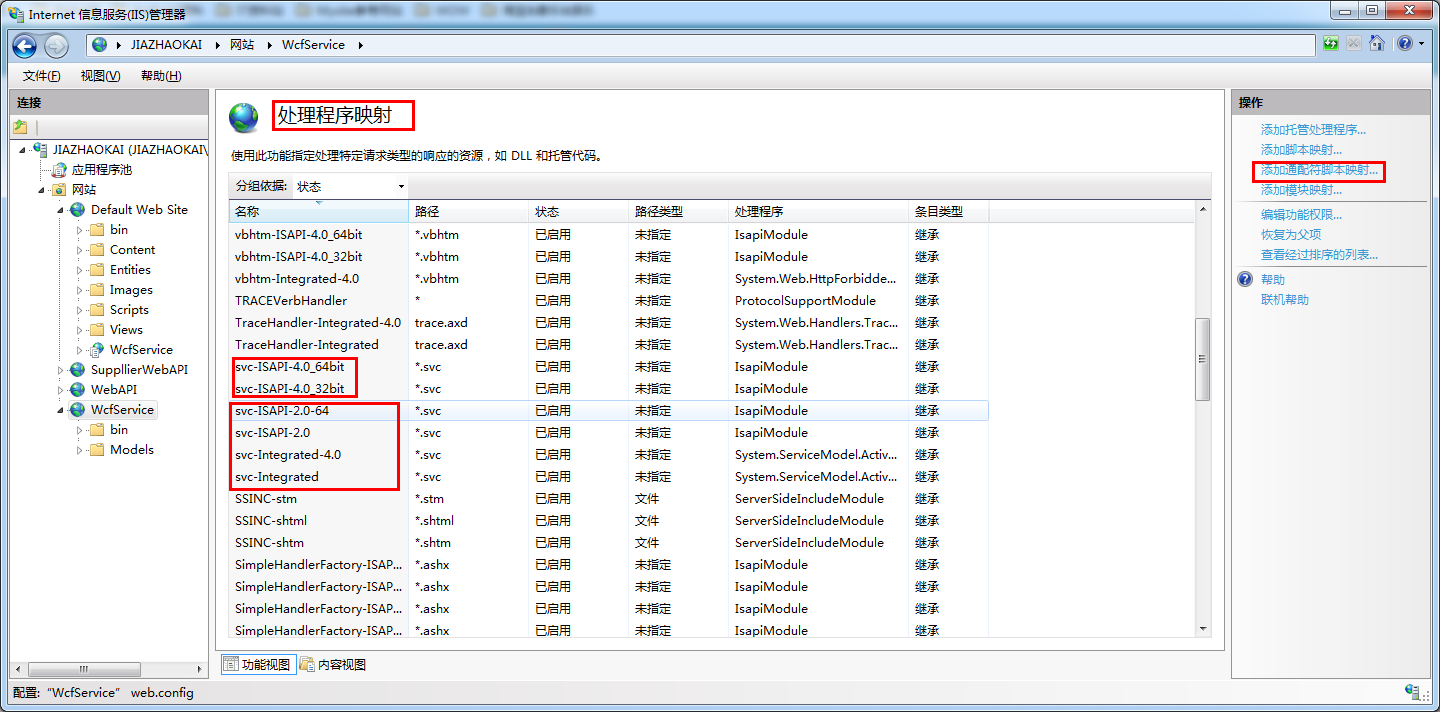 Internet 信息服务(IIS)管理器
JIAZHAOKAI 网站 WcfService
文件(F) 视图(V) 帮助(H)
连接
JIAZHAOKAI (JIAZHAOKAI\
应用程序池
网站
Default Web Site
bin
Content
Entities
Images
Scripts
Views
WcfService
SuppllierWebAPI
WebAPI
WcfService
bin
Models
处理程序映射
使用此功能指定处理特定请求类型的响应的资源，如 DLL 和托管代码。
分组依据: 状态
名称 路径 状态 路径类型 处理程序 条目类型
vbhtm-ISAPI-4.0_64bit *.vbhtm 已启用 未指定 IsapiModule 继承
vbhtm-ISAPI-4.0_32bit *.vbhtm 已启用 未指定 IsapiModule 继承
vbhtm-Integrated-4.0 *.vbhtm 已启用 未指定 System.Web.HttpForbidde... 继承
TRACEVerbHandler * 已启用 未指定 ProtocolSupportModule 继承
TraceHandler-Integrated-4.0 trace.axd 已启用 未指定 System.Web.Handlers.Trac... 继承
TraceHandler-Integrated trace.axd 已启用 未指定 System.Web.Handlers.Trac... 继承
svc-ISAPI-4.0_64bit *.svc 已启用 未指定 IsapiModule 继承
svc-ISAPI-4.0_32bit *.svc 已启用 未指定 IsapiModule 继承
svc-ISAPI-2.0-64 *.svc 已启用 未指定 IsapiModule 继承
svc-ISAPI-2.0 *.svc 已启用 未指定 IsapiModule 继承
svc-Integrated-4.0 *.svc 已启用 未指定 System.ServiceModel.Activ... 继承
svc-Integrated *.svc 已启用 未指定 System.ServiceModel.Activ... 继承
SSINC-stm *.stm 已启用 文件 ServerSideIncludeModule 继承
SSINC-shtml *.shtml 已启用 文件 ServerSideIncludeModule 继承
SSINC-shtm *.shtm 已启用 文件 ServerSideIncludeModule 继承
SimpleHandlerFactory-ISAP... *.ashx 已启用 未指定 IsapiModule 继承
SimpleHandlerFactory-ISAP... *.ashx 已启用 未指定 IsapiModule 继承
SimpleHandlerFactory-ISAP... *.ashx 已启用 未指定 IsapiModule 继承
SimpleHandlerFactory-ISAP... *.ashx 已启用 未指定 IsapiModule 继承
功能视图 内容视图
操作
添加托管处理程序...
添加脚本映射...
添加通配符脚本映射...
添加模块映射...
编辑功能权限...
恢复为父项
查看经过排序的列表...
帮助
联机帮助
配置: “WcfService” web.config